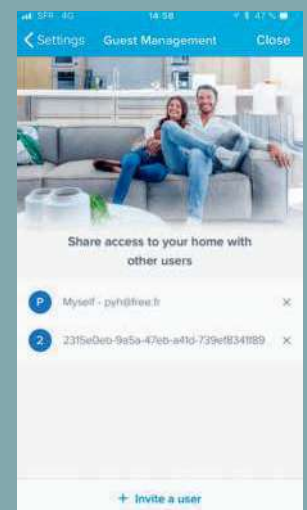 SFR 4G 14:58 47 %
Settings Guest Management Close
Share access to your home with
other users
P Myself - pyh@free.fr ×
2 2315e0eb-9a5a-47eb-a41d-739ef8341f89 ×
+ Invite a user